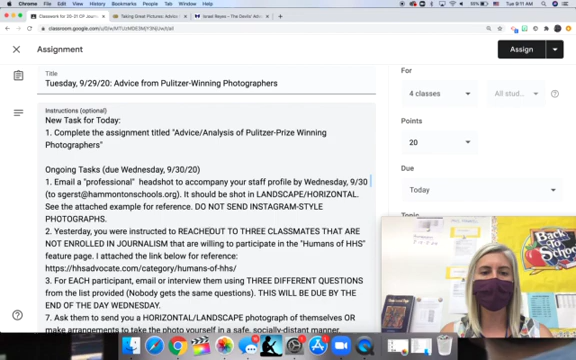 Chrome File Edit View History Bookmarks People Tab Window Help
Tue 8:11 AM
Classwork for 20-21 CP Journ
Taking Great Pictures: Advice
Israel Reyes – The Devils' Adv
Assignment
Assign
Title
Tuesday, 9/29/20: Advice from Pulitzer-Winning Photographers
For
4 classes
All stud...
Instructions (optional)
New Task for Today:
1. Complete the assignment titled "Advice/Analysis of Pulitzer-Prize Winning
Photographers"
Points
20
Ongoing Tasks (due Wednesday, 9/30/20)
1. Email a "professional" headshot to accompany your staff profile by Wednesday, 9/30
(to sgerst@hammontonschools.org). It should be shot in LANDSCAPE/HORIZONTAL.
See the attached example for reference. DO NOT SEND INSTAGRAM-STYLE
PHOTOGRAPHS.
Due
Today
Topic
2. Yesterday, you were instructed to REACHEDOUT TO THREE CLASSMATES THAT ARE
NOT ENROLLED IN JOURNALISM that are willing to participate in the "Humans of HHS"
feature page. I attached the link below for reference:
https://hhsadvocate.com/category/humans-of-hhs/
3. For EACH participant, email or interview them using THREE DIFFERENT QUESTIONS
from the list provided (Nobody gets the same questions). THIS WILL BE DUE BY THE
END OF THE DAY WEDNESDAY.
7. Ask them to send you a HORIZONTAL/LANDSCAPE photograph of themselves OR
make arrangements to take the photo yourself in a safe, socially-distant manner.
Back To
School